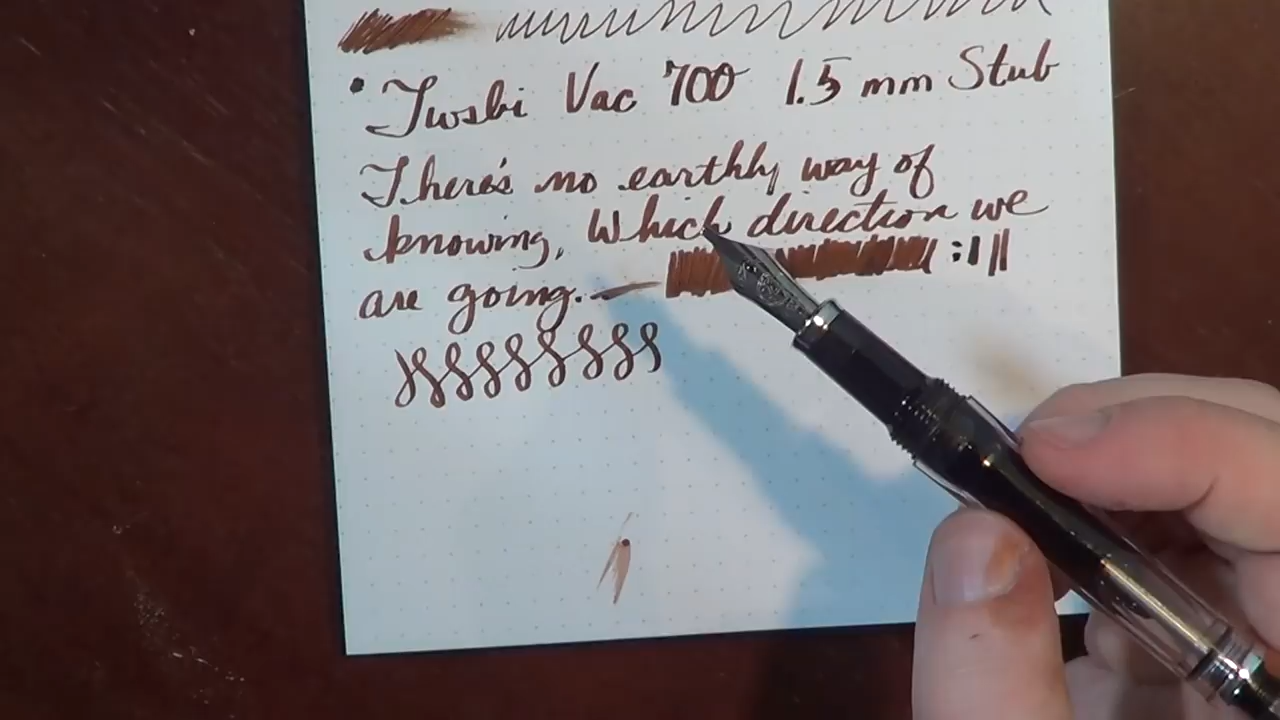 • Twsbi Vac 700 1.5 mm Stub
There's no earthly way of
knowing, Which direction we
are going. —